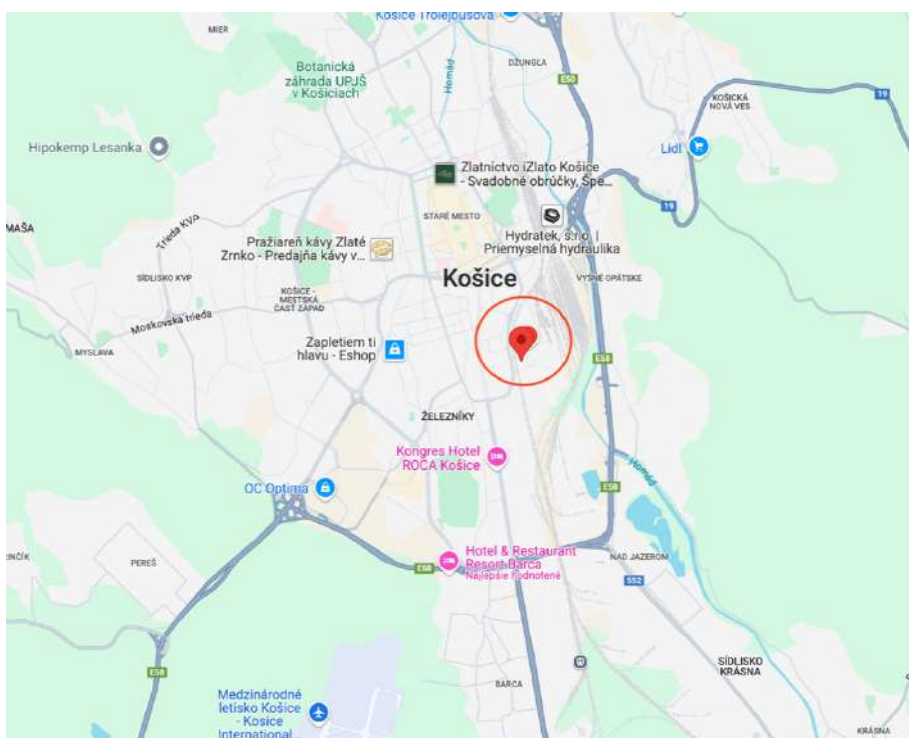 Košice Trolejbusová
MIER
Botanická
záhrada UPJŠ
v Košiciach
Hornád
DŽUNGĽA
E50
19
KOŠICKÁ
NOVÁ VES
Lidl
Hipokemp Lesanka
Zlatníctvo iZlato Košice
- Svadobné obrúčky, Špe...
19
STARÉ MESTO
Trieda KVP
Pražiareň kávy Zlaté
Zrnko - Predajňa kávy v...
Hydratek, s.r.o. |
Priemyselná hydraulika
SÍDLISKO KVP
Košice
VYŠNÉ OPÁTSKE
KOŠICE -
MESTSKÁ
ČASŤ ZÁPAD
Moskovská trieda
MYSLAVA
Zapletiem ti
hlavu - Eshop
E58
ŽELEZNÍKY
Kongres Hotel
ROCA Košice
Hornád
OC Optima
E58
PEREŠ
Hotel & Restaurant
Resort Barca
Najlepšie hodnotené
E58
NAD JAZEROM
552
E58
SÍDLISKO
KRÁSNA
BARCA
Medzinárodné
letisko Košice
- Kosice
International...
KRÁSNA